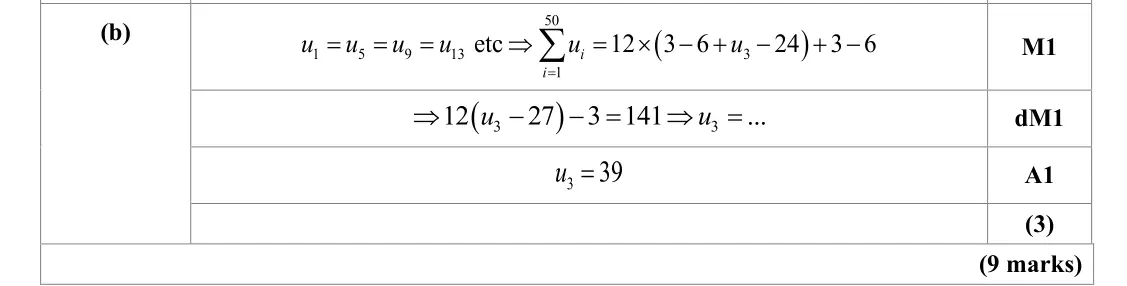 (b) u₁ = u₅ = u₉ = u₁₃ etc ⇒ ∑_{i=1}^{50} uᵢ = 12 × (3 − 6 + u₃ − 24) + 3 − 6 M1
⇒ 12(u₃ − 27) − 3 = 141 ⇒ u₃ = ... dM1
u₃ = 39 A1
(3)
(9 marks)